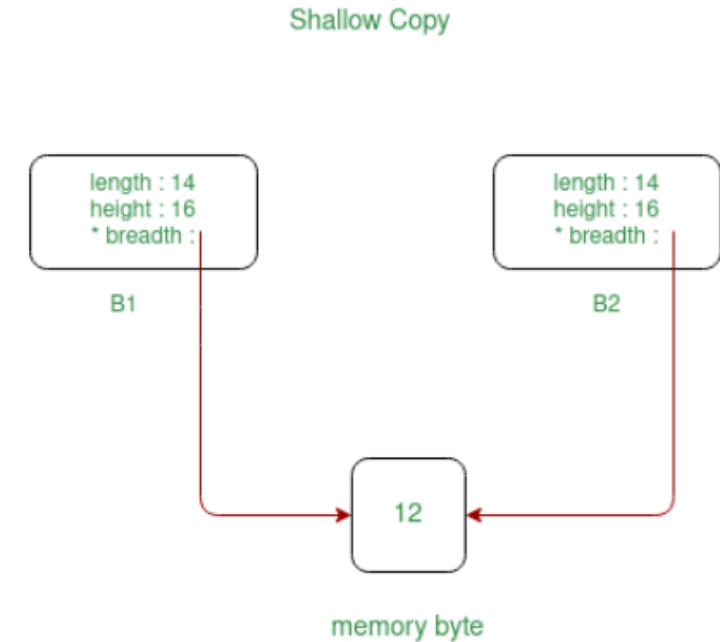 Shallow Copy
length : 14
height : 16
* breadth :
B1
length : 14
height : 16
* breadth :
B2
12
memory byte